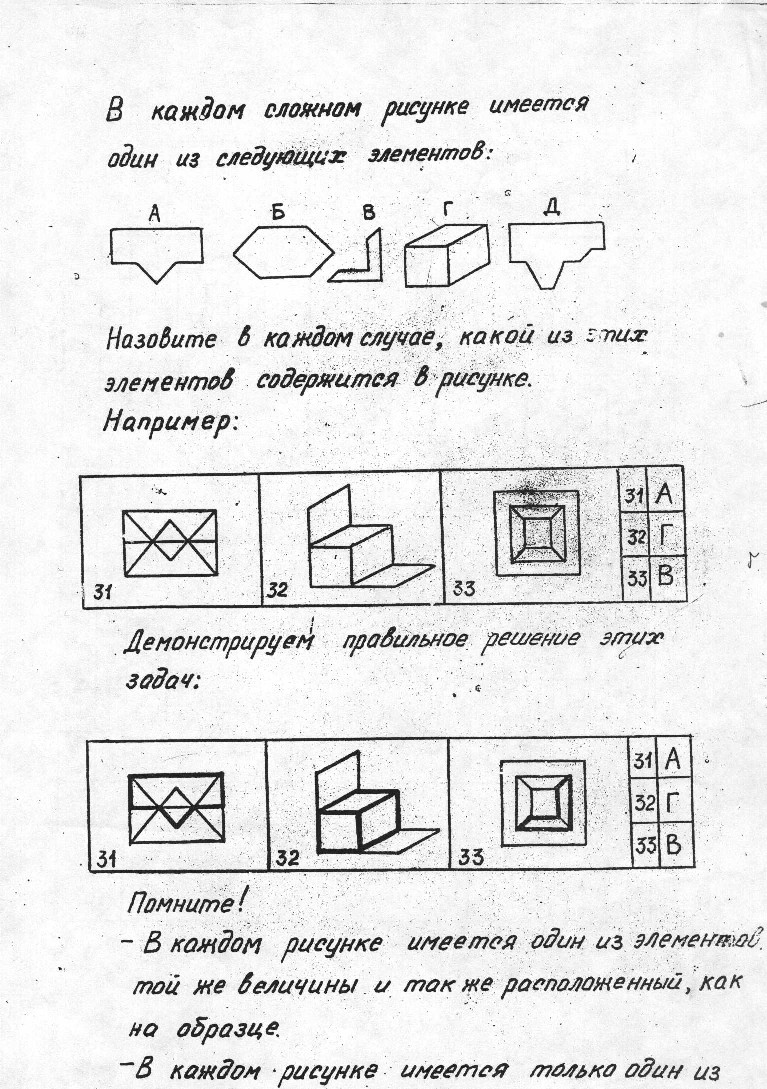 В каждом сложном рисунке имеется
один из следующих элементов:
А Б В Г Д
Назовите в каждом случае, какой из этих
элементов содержится в рисунке.
Например:
31 32 33
31 А
32 Г
33 В
Демонстрируем правильное решение этих
задач:
31 32 33
31 А
32 Г
33 В
Помните!
- В каждом рисунке имеется один из элементов
той же величины и так же расположенный, как
на образце.
- В каждом рисунке имеется только один из